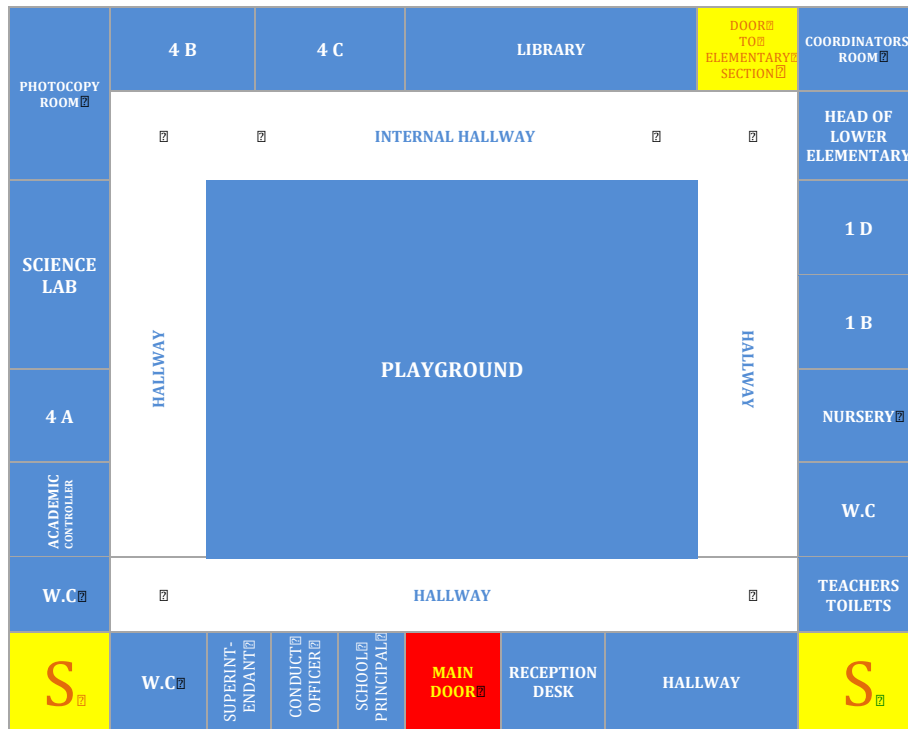 PHOTOCOPY
ROOM
4 B
4 C
LIBRARY
DOOR
TO
ELEMENTARY
SECTION
COORDINATORS
ROOM
HEAD OF
LOWER
ELEMENTARY
INTERNAL HALLWAY
SCIENCE
LAB
1 D
1 B
HALLWAY
PLAYGROUND
HALLWAY
4 A
NURSERY
ACADEMIC
CONTROLLER
W.C
W.C
HALLWAY
TEACHERS
TOILETS
S
W.C
SUPERINT-
ENDANT
CONDUCT
OFFICER
SCHOOL
PRINCIPAL
MAIN
DOOR
RECEPTION
DESK
HALLWAY
S